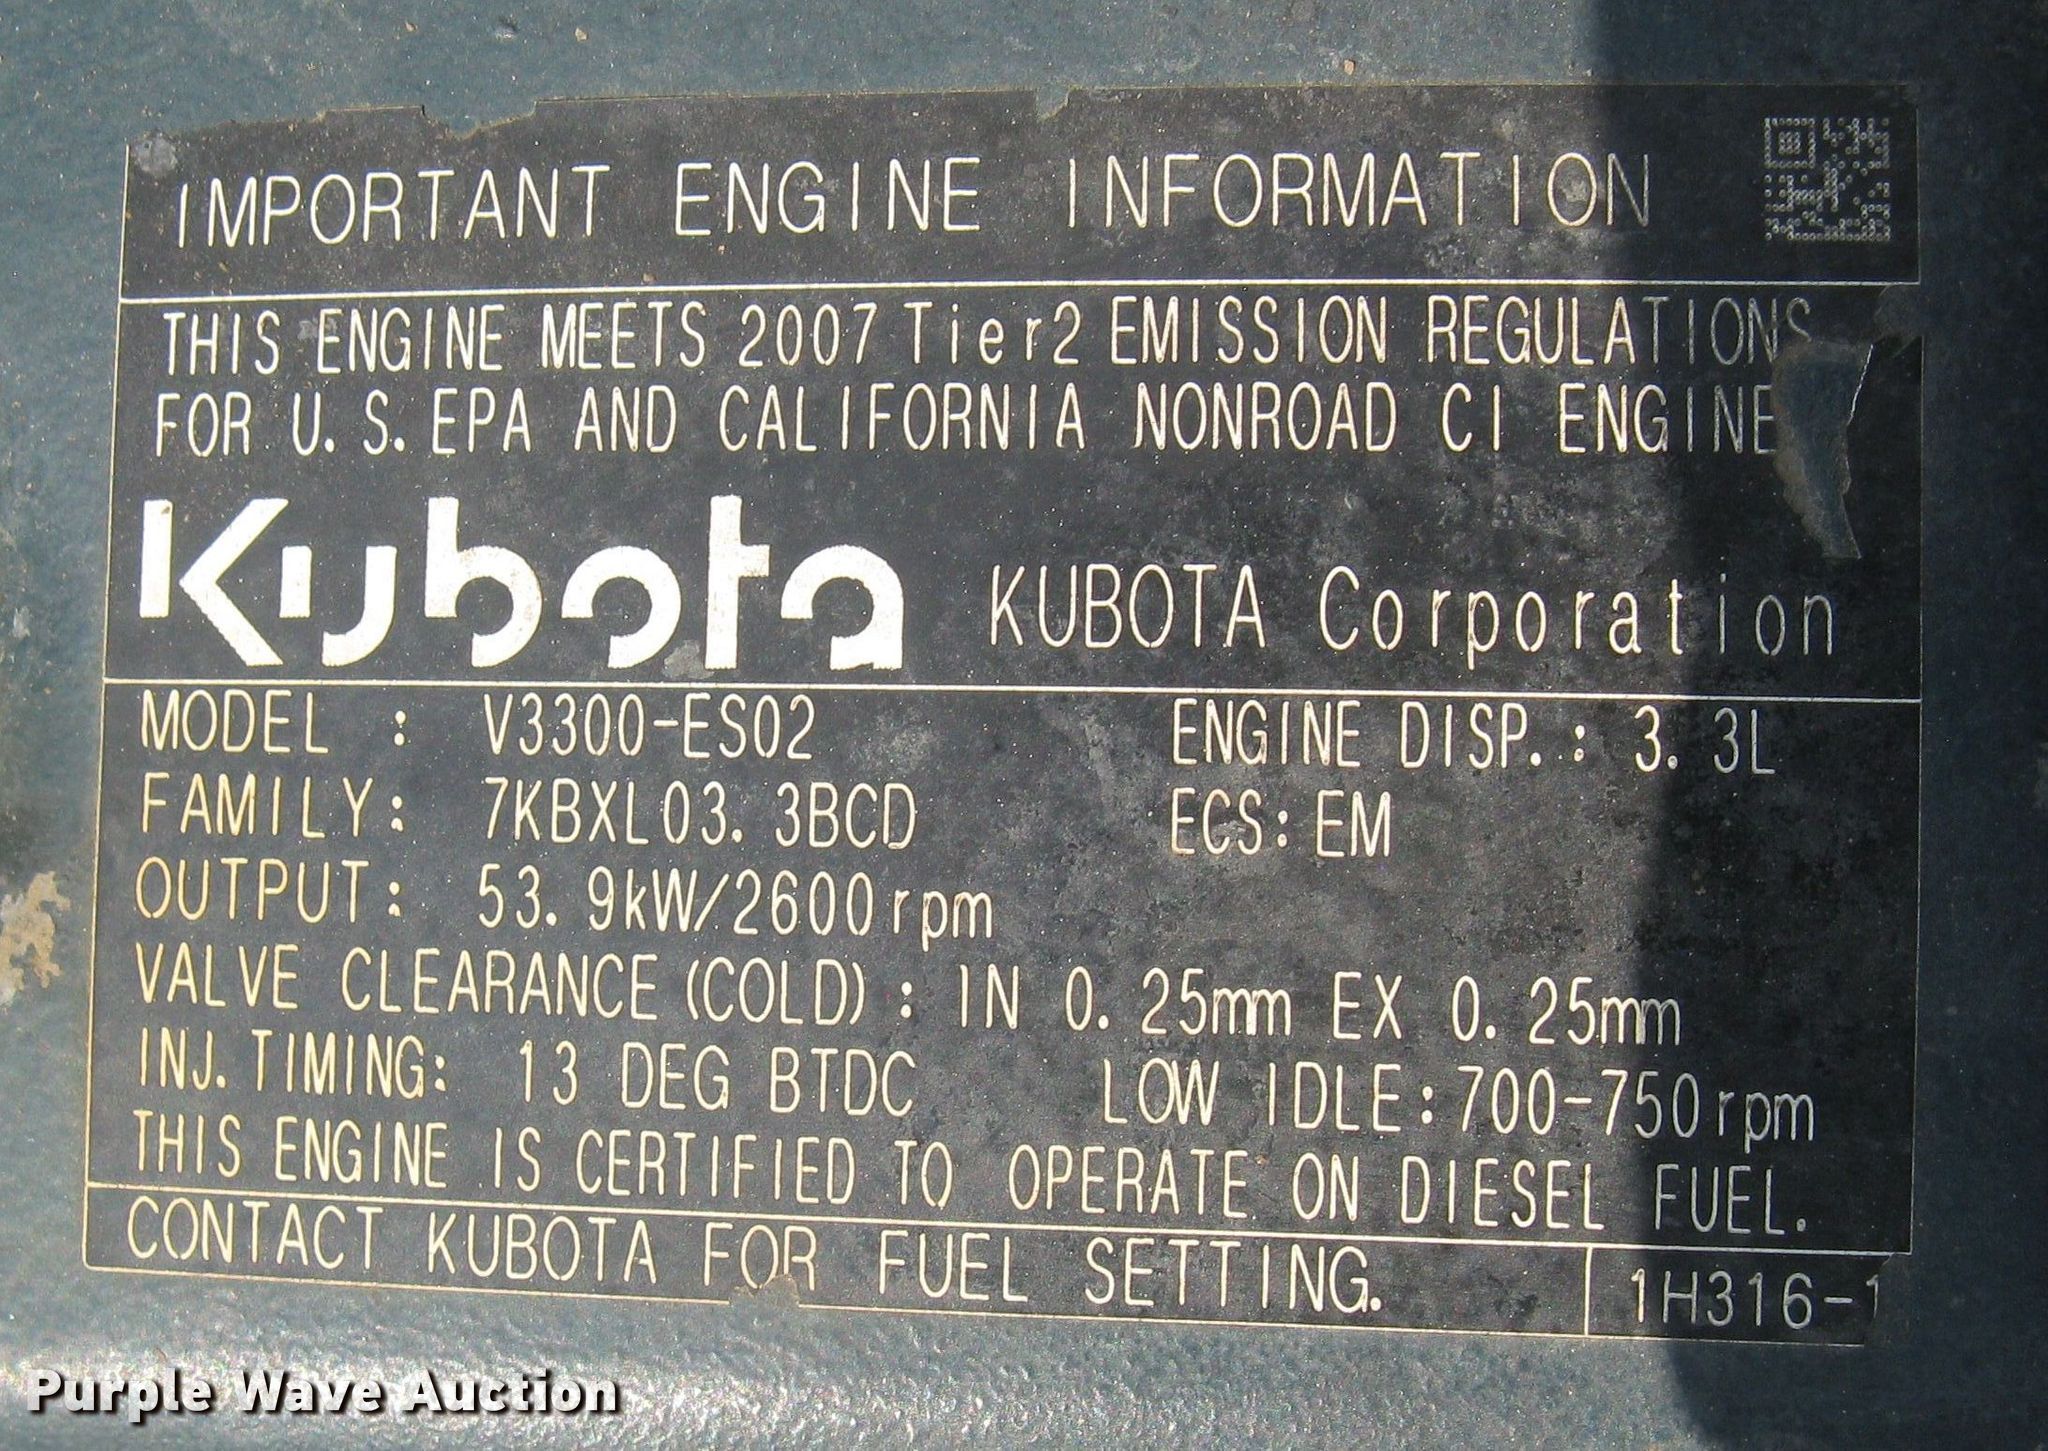 IMPORTANT ENGINE INFORMATION
THIS ENGINE MEETS 2007 Tier2 EMISSION REGULATIONS
FOR U.S.EPA AND CALIFORNIA NONROAD CI ENGINE
Kubota KUBOTA Corporation
MODEL : V3300-ES02 ENGINE DISP.: 3.3L
FAMILY: 7KBXL03.3BCD ECS: EM
OUTPUT: 53.9kW/2600rpm
VALVE CLEARANCE(COLD): IN 0.25mm EX 0.25mm
INJ.TIMING: 13 DEG BTDC LOW IDLE:700-750rpm
THIS ENGINE IS CERTIFIED TO OPERATE ON DIESEL FUEL.
CONTACT KUBOTA FOR FUEL SETTING. 1H316-1
Purple Wave Auction